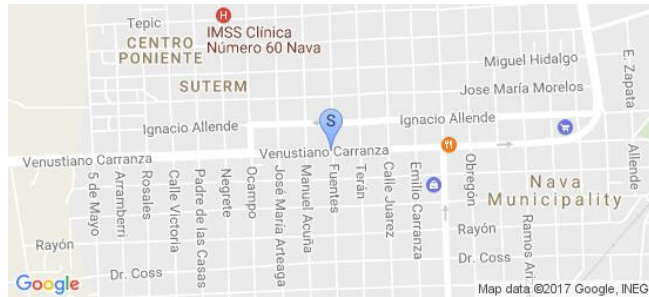 Tepic
H
IMSS Clínica
Número 60 Nava
CENTRO
PONIENTE
SUTERM
Miguel Hidalgo
E. Zapata
Jose María Morelos
S
Ignacio Allende
Ignacio Allende
Venustiano Carranza
Venustiano Carranza
5 de Mayo
Arramberri
Rosales
Calle Victoria
Padre de las Casas
Negrete
Ocampo
José María Arteaga
Manuel Acuña
Fuentes
Terán
Calle Juarez
Emilio Carranza
Obregón
Allende
Nava
Municipality
Rayón
Rayón
Dr. Coss
Dr. Coss
Google
Map data ©2017 Google, INEG